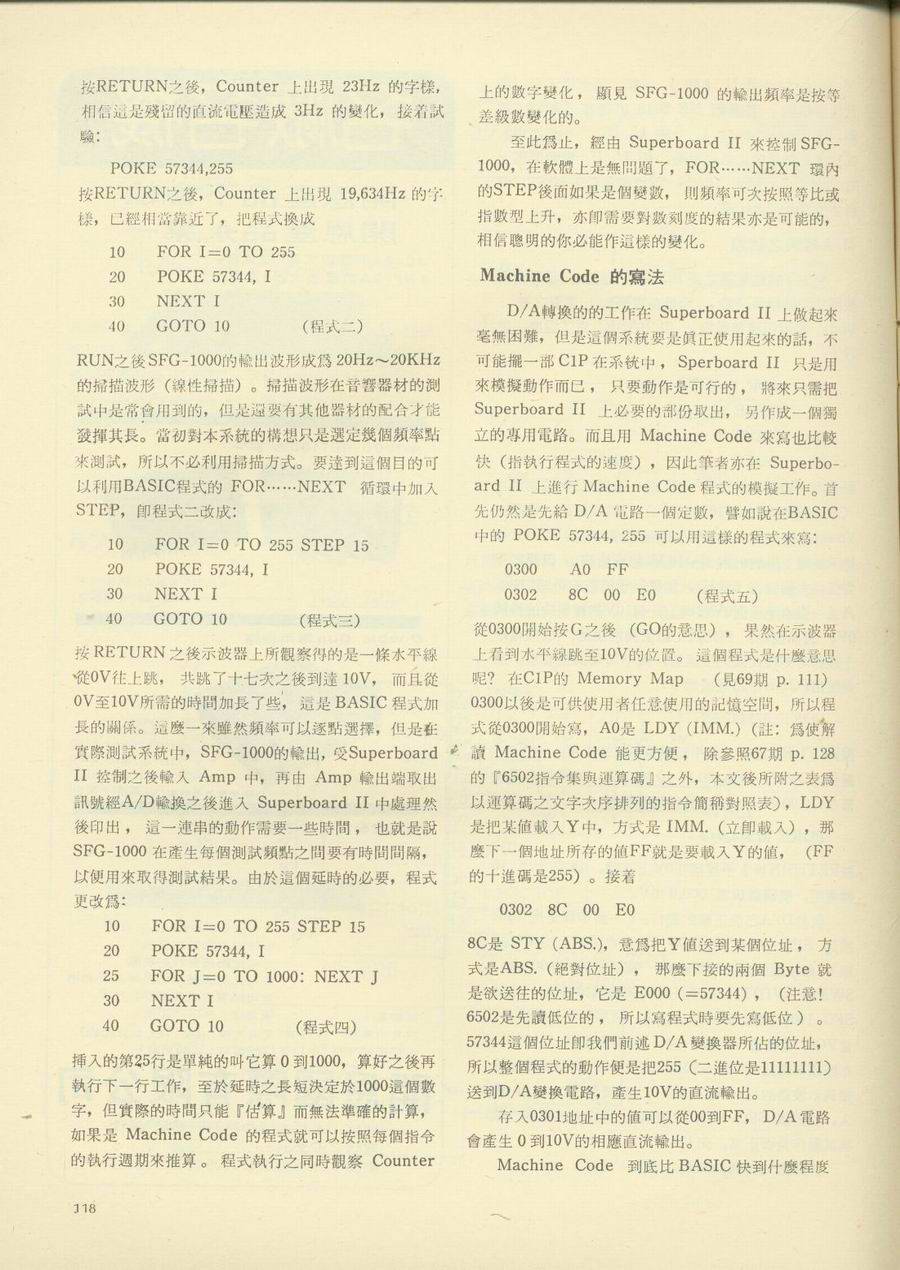 按RETURN之後，Counter 上出現 23Hz 的字樣，
相信這是殘留的直流電壓造成 3Hz 的變化，接着試
驗：
POKE 57344,255
按RETURN之後，Counter 上出現 19,634Hz 的字
樣，已經相當靠近了，把程式換成
10 FOR I=0 TO 255
20 POKE 57344, I
30 NEXT I
40 GOTO 10 （程式二）
RUN之後SFG-1000的輸出波形成爲20Hz～20KHz
的掃描波形（線性掃描）。掃描波形在音響器材的測
試中是常會用到的，但是還要有其他器材的配合才能
發揮其長。當初對本系統的構想只是選定幾個頻率點
來測試，所以不必利用掃描方式。要達到這個目的可
以利用BASIC程式的 FOR……NEXT 循環中加入
STEP，卽程式二改成：
10 FOR I=0 TO 255 STEP 15
20 POKE 57344, I
30 NEXT I
40 GOTO 10 （程式三）
按 RETURN 之後示波器上所觀察得的是一條水平線
從0V往上跳，共跳了十七次之後到達 10V，而且從
0V至10V所需的時間加長了些，這是 BASIC 程式加
長的關係。這麼一來雖然頻率可以逐點選擇，但是在
實際測試系統中，SFG-1000的輸出，受Superboard
II 控制之後輸入 Amp 中，再由 Amp 輸出端取出
訊號經A/D輸換之後進入 Superboard II 中處理然
後印出，這一連串的動作需要一些時間，也就是說
SFG-1000 在產生每個測試頻點之間要有時間間隔，
以便用來取得測試結果。由於這個延時的必要，程式
更改爲：
10 FOR I=0 TO 255 STEP 15
20 POKE 57344, I
25 FOR J=0 TO 1000: NEXT J
30 NEXT I
40 GOTO 10 （程式四）
挿入的第25行是單純的叫它算 0 到1000，算好之後再
執行下一行工作，至於延時之長短決定於1000這個數
字，但實際的時間只能『估算』而無法準確的計算，
如果是 Machine Code 的程式就可以按照每個指令
的執行週期來推算。程式執行之同時觀察 Counter
118
上的數字變化，顯見 SFG-1000 的輸出頻率是按等
差級數變化的。
至此爲止，經由 Superboard II 來控制 SFG-
1000，在軟體上是無問題了，FOR……NEXT 環內
的STEP後面如果是個變數，則頻率可次按照等比或
指數型上升，亦卽需要對數刻度的結果亦是可能的，
相信聰明的你必能作這樣的變化。
Machine Code 的寫法
D/A轉換的的工作在 Superboard II 上做起來
毫無困難，但是這個系統要是眞正使用起來的話，不
可能擺一部 C1P 在系統中，Sperboard II 只是用
來模擬動作而已，只要動作是可行的，將來只需把
Superboard II 上必要的部份取出，另作成一個獨
立的專用電路。而且用 Machine Code 來寫也比較
快（指執行程式的速度），因此筆者亦在 Superbo-
ard II 上進行 Machine Code 程式的模擬工作。首
先仍然是先給 D/A 電路一個定數，譬如說在BASIC
中的 POKE 57344, 255 可以用這樣的程式來寫：
0300 A0 FF
0302 8C 00 E0 （程式五）
從0300開始按G之後（GO的意思），果然在示波器
上看到水平線跳至10V的位置。這個程式是什麼意思
呢？在C1P的 Memory Map （見69期 p. 111）
0300以後是可供使用者任意使用的記憶空間，所以程
式從0300開始寫，A0是 LDY (IMM.)（註：爲使解
讀 Machine Code 能更方便，除參照67期 p. 128
的『6502指令集與運算碼』之外，本文後所附之表爲
以運算碼之文字次序排列的指令簡稱對照表），LDY
是把某値載入Y中，方式是 IMM.（立卽載入），那
麼下一個地址所存的値FF就是要載入Y的値，（FF
的十進碼是255）。接着
0302 8C 00 E0
8C是 STY (ABS.)，意爲把Y値送到某個位址，方
式是ABS.（絕對位址），那麼下接的兩個 Byte 就
是欲送往的位址，它是 E000 (=57344)，（注意！
6502是先讀低位的，所以寫程式時要先寫低位）。
57344這個位址卽我們前述 D/A 變換器所佔的位址，
所以整個程式的動作便是把255（二進位是11111111）
送到D/A變換電路，產生10V的直流輸出。
存入0301地址中的値可以從00到FF，D/A電路
會產生 0 到10V的相應直流輸出。
Machine Code 到底比 BASIC 快到什麼程度